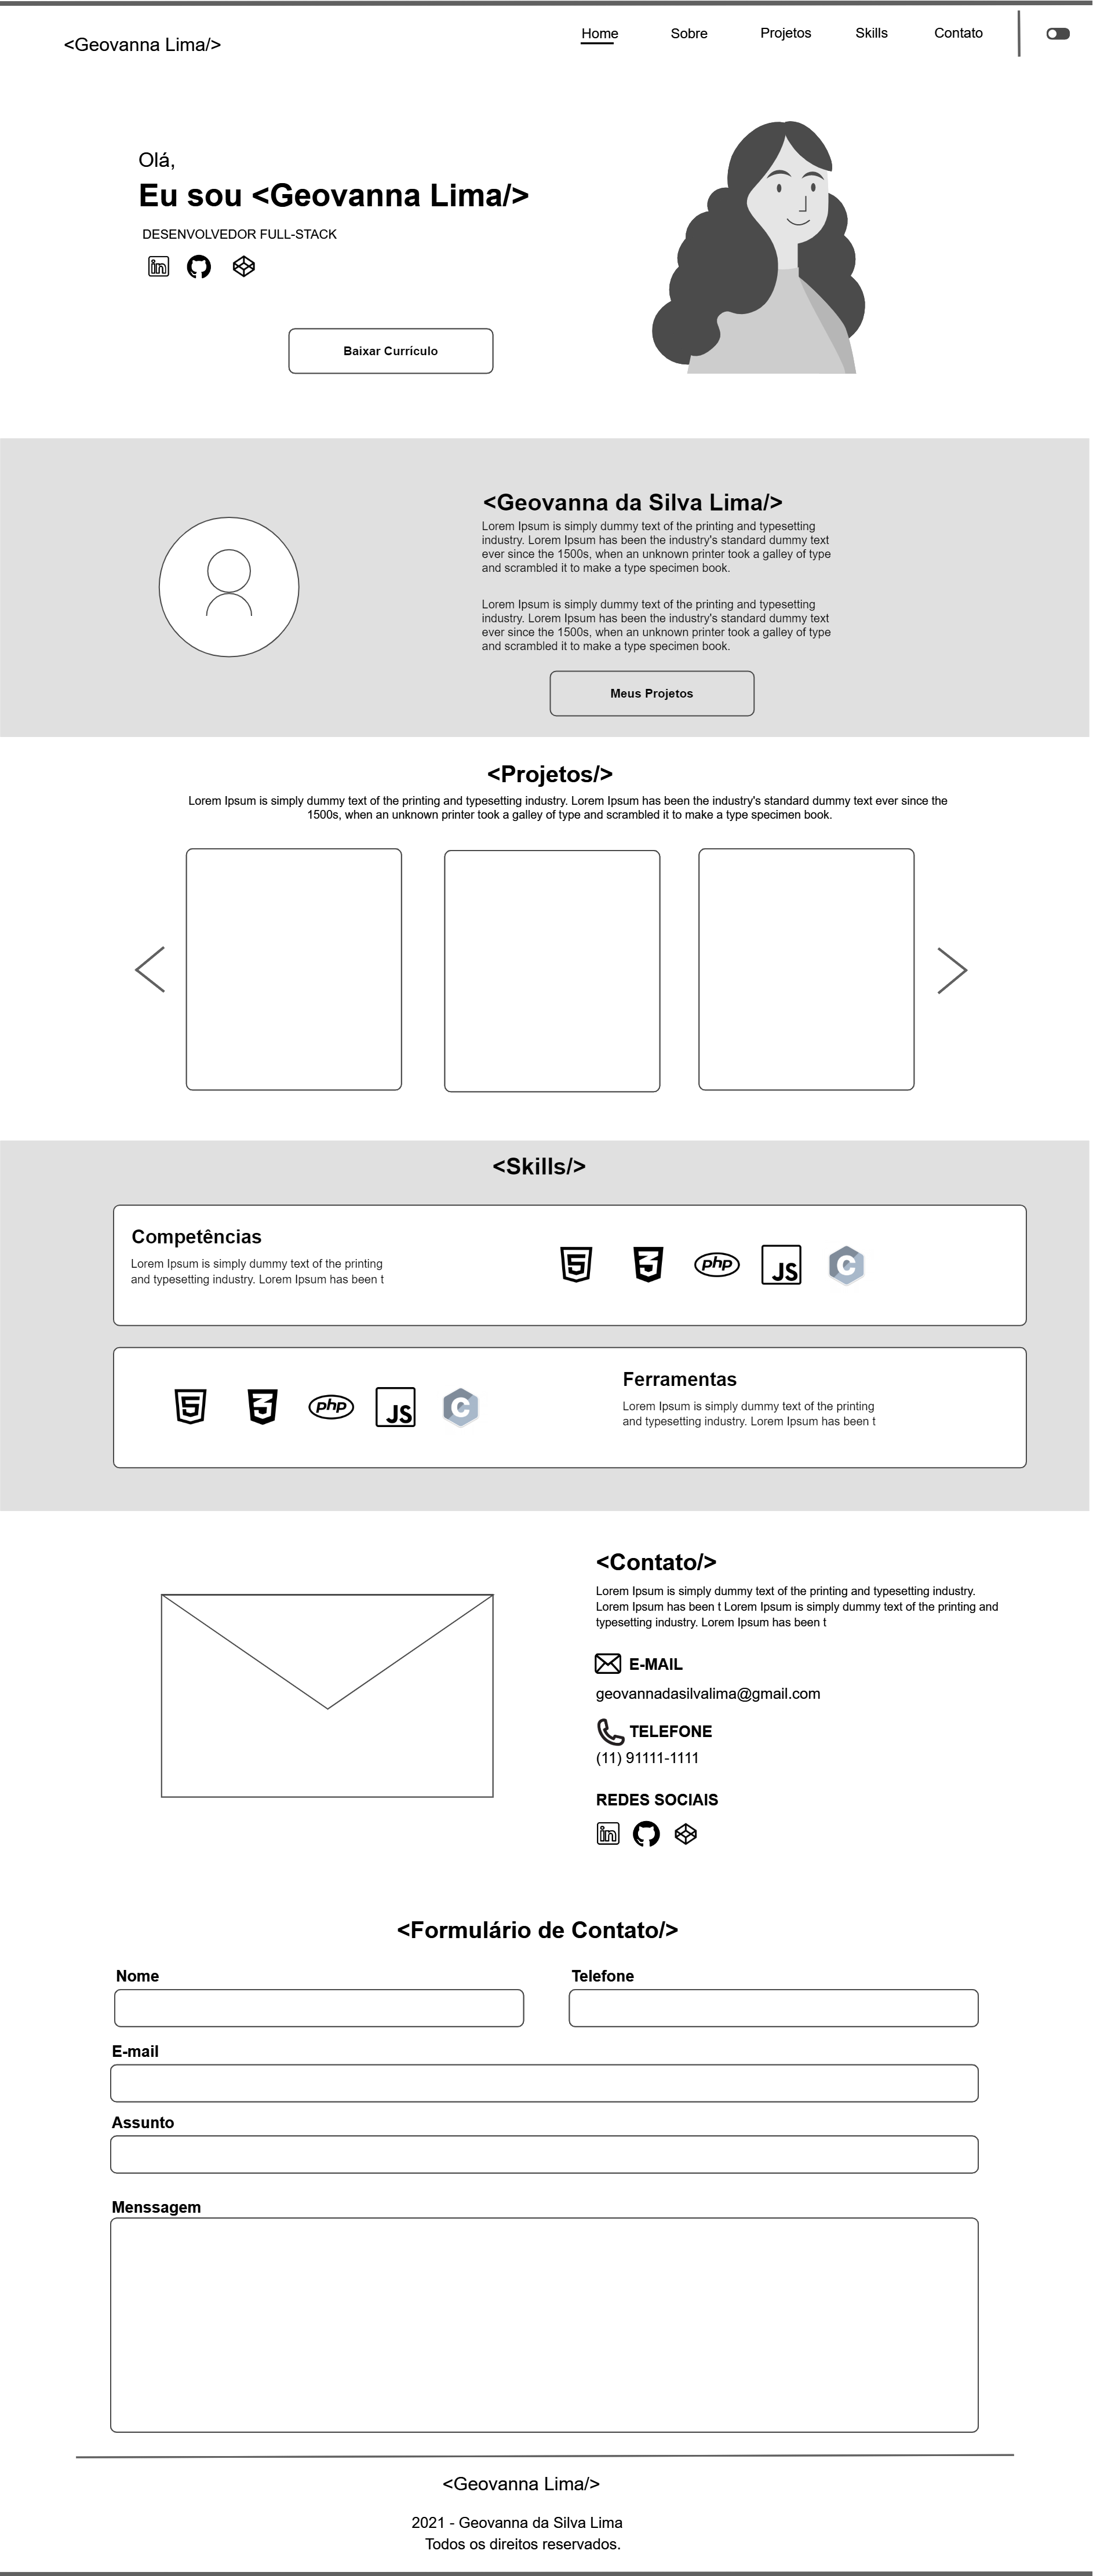 <Geovanna Lima/>
Home Sobre Projetos Skills Contato
Olá,
Eu sou <Geovanna Lima/>
DESENVOLVEDOR FULL-STACK
in
Baixar Currículo
<Geovanna da Silva Lima/>
Lorem Ipsum is simply dummy text of the printing and typesetting
industry. Lorem Ipsum has been the industry's standard dummy text
ever since the 1500s, when an unknown printer took a galley of type
and scrambled it to make a type specimen book.
Lorem Ipsum is simply dummy text of the printing and typesetting
industry. Lorem Ipsum has been the industry's standard dummy text
ever since the 1500s, when an unknown printer took a galley of type
and scrambled it to make a type specimen book.
Meus Projetos
<Projetos/>
Lorem Ipsum is simply dummy text of the printing and typesetting industry. Lorem Ipsum has been the industry's standard dummy text ever since the
1500s, when an unknown printer took a galley of type and scrambled it to make a type specimen book.
<Skills/>
Competências
Lorem Ipsum is simply dummy text of the printing
and typesetting industry. Lorem Ipsum has been t
5 3 php JS C
5 3 php JS C
Ferramentas
Lorem Ipsum is simply dummy text of the printing
and typesetting industry. Lorem Ipsum has been t
<Contato/>
Lorem Ipsum is simply dummy text of the printing and typesetting industry.
Lorem Ipsum has been t Lorem Ipsum is simply dummy text of the printing and
typesetting industry. Lorem Ipsum has been t
E-MAIL
geovannadasilvalima@gmail.com
TELEFONE
(11) 91111-1111
REDES SOCIAIS
in
<Formulário de Contato/>
Nome Telefone
E-mail
Assunto
Menssagem
<Geovanna Lima/>
2021 - Geovanna da Silva Lima
Todos os direitos reservados.